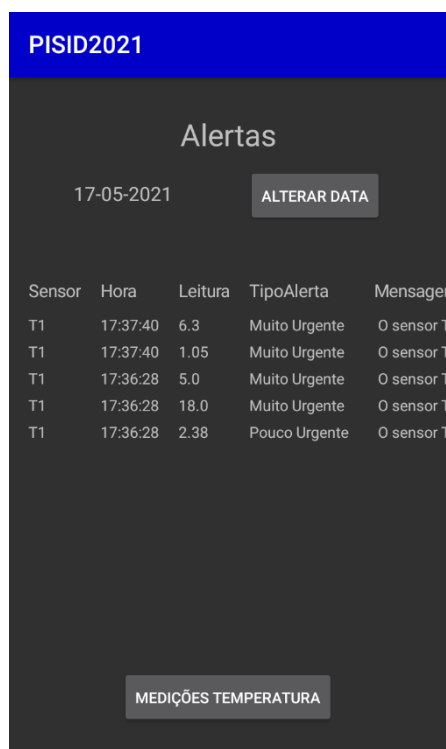 PISID2021
Alertas
17-05-2021 ALTERAR DATA
Sensor Hora Leitura TipoAlerta Mensagem
T1 17:37:40 6.3 Muito Urgente O sensor T
T1 17:37:40 1.05 Muito Urgente O sensor T
T1 17:36:28 5.0 Muito Urgente O sensor T
T1 17:36:28 18.0 Muito Urgente O sensor T
T1 17:36:28 2.38 Pouco Urgente O sensor T
MEDIÇÕES TEMPERATURA